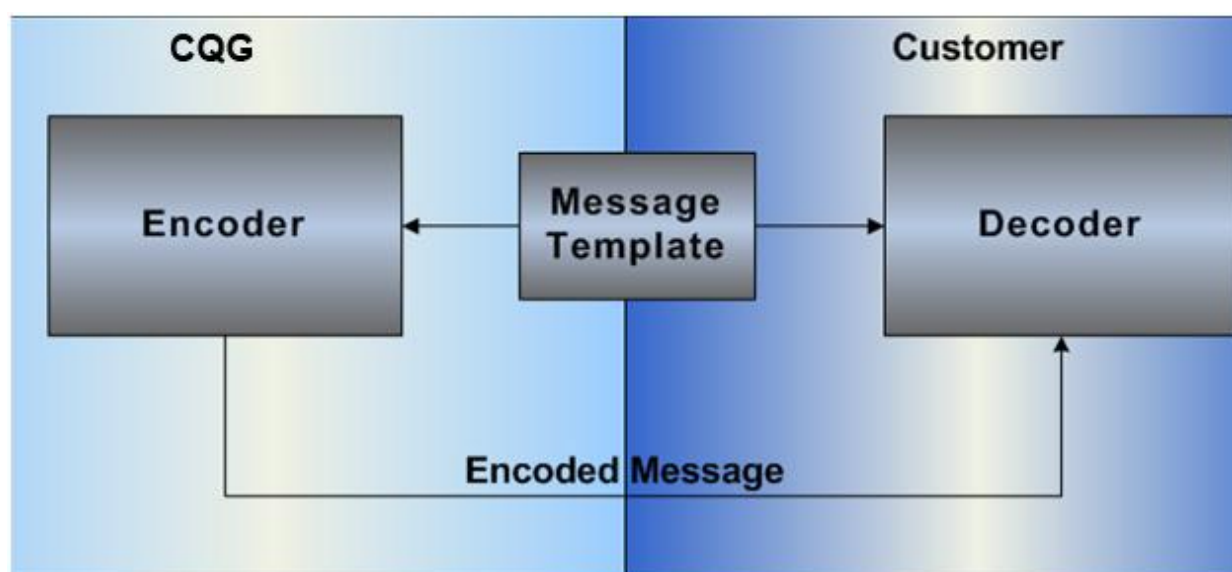 CQG
Customer
Encoder
Message
Template
Decoder
Encoded Message